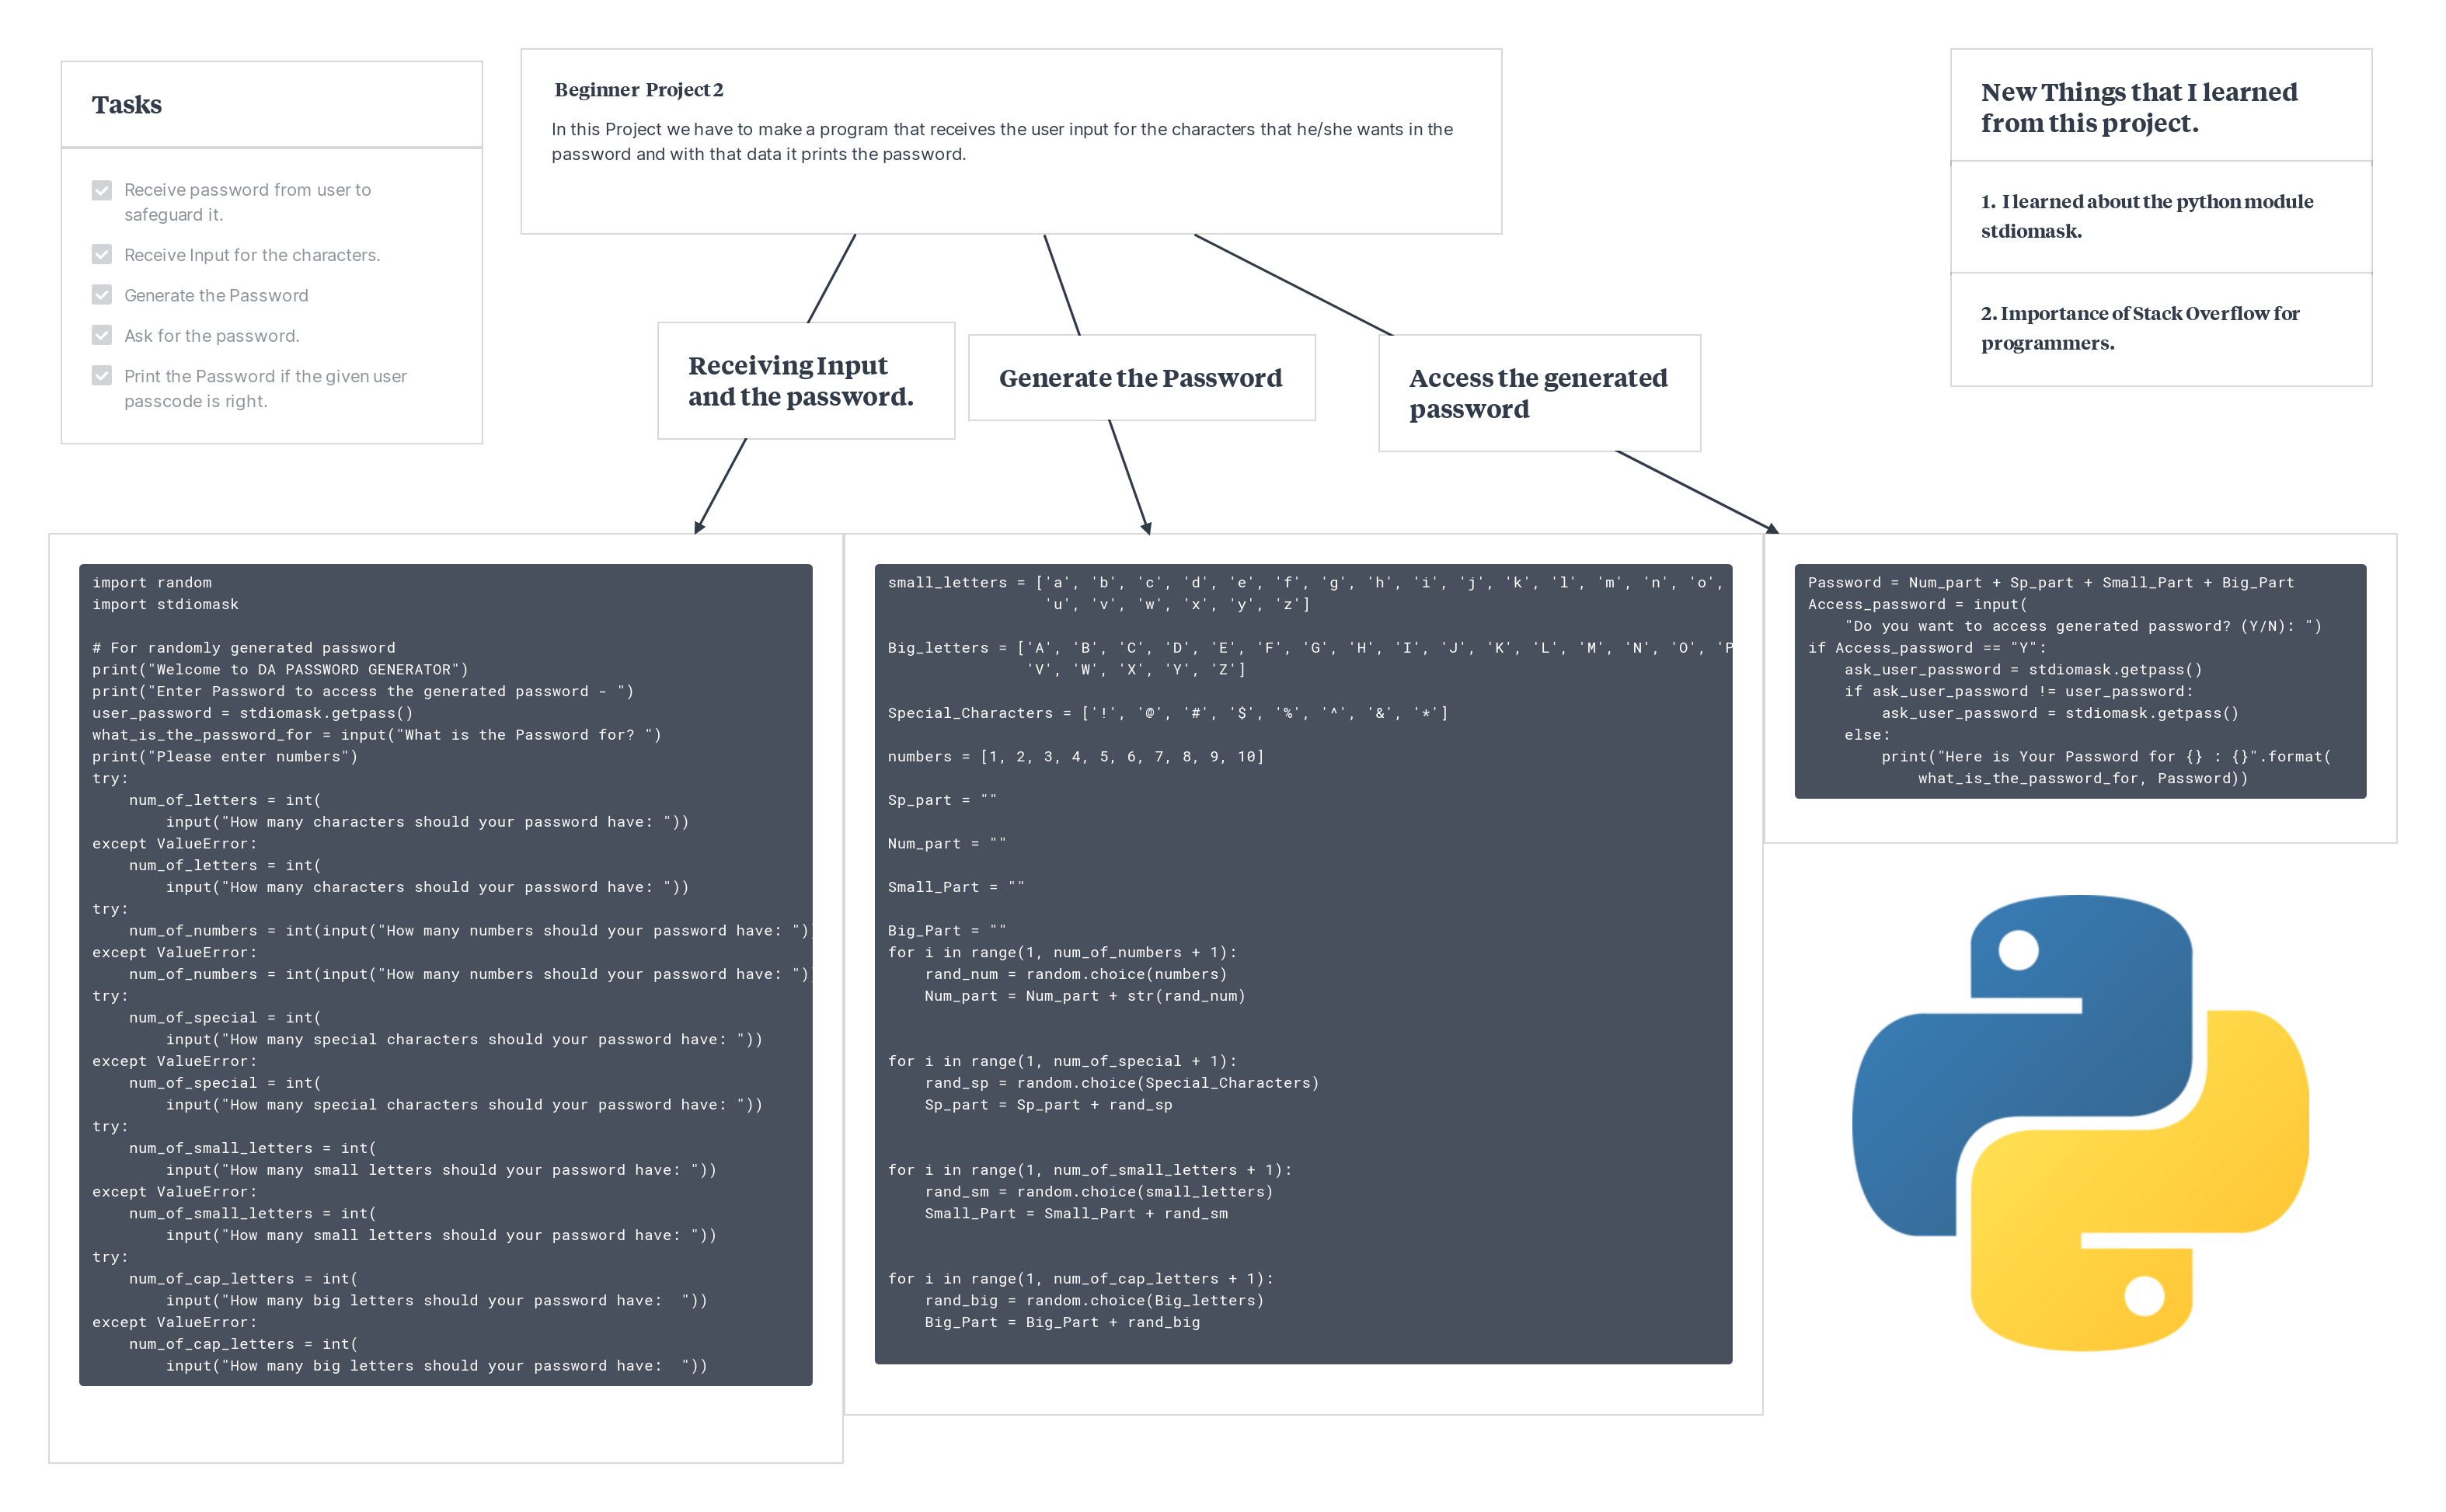 Tasks
Receive password from user to
safeguard it.
Receive Input for the characters.
Generate the Password
Ask for the password.
Print the Password if the given user
passcode is right.
Beginner Project 2
In this Project we have to make a program that receives the user input for the characters that he/she wants in the
password and with that data it prints the password.
New Things that I learned
from this project.
1. I learned about the python module
stdiomask.
2. Importance of Stack Overflow for
programmers.
Receiving Input
and the password.
Generate the Password
Access the generated
password
import random
import stdiomask

# For randomly generated password
print("Welcome to DA PASSWORD GENERATOR")
print("Enter Password to access the generated password - ")
user_password = stdiomask.getpass()
what_is_the_password_for = input("What is the Password for? ")
print("Please enter numbers")
try:
    num_of_letters = int(
        input("How many characters should your password have: "))
except ValueError:
    num_of_letters = int(
        input("How many characters should your password have: "))
try:
    num_of_numbers = int(input("How many numbers should your password have: "))
except ValueError:
    num_of_numbers = int(input("How many numbers should your password have: "))
try:
    num_of_special = int(
        input("How many special characters should your password have: "))
except ValueError:
    num_of_special = int(
        input("How many special characters should your password have: "))
try:
    num_of_small_letters = int(
        input("How many small letters should your password have: "))
except ValueError:
    num_of_small_letters = int(
        input("How many small letters should your password have: "))
try:
    num_of_cap_letters = int(
        input("How many big letters should your password have:  "))
except ValueError:
    num_of_cap_letters = int(
        input("How many big letters should your password have:  "))
small_letters = ['a', 'b', 'c', 'd', 'e', 'f', 'g', 'h', 'i', 'j', 'k', 'l', 'm', 'n', 'o',
                 'u', 'v', 'w', 'x', 'y', 'z']

Big_letters = ['A', 'B', 'C', 'D', 'E', 'F', 'G', 'H', 'I', 'J', 'K', 'L', 'M', 'N', 'O', 'P
               'V', 'W', 'X', 'Y', 'Z']

Special_Characters = ['!', '@', '#', '$', '%', '^', '&', '*']

numbers = [1, 2, 3, 4, 5, 6, 7, 8, 9, 10]

Sp_part = ""

Num_part = ""

Small_Part = ""

Big_Part = ""
for i in range(1, num_of_numbers + 1):
    rand_num = random.choice(numbers)
    Num_part = Num_part + str(rand_num)

for i in range(1, num_of_special + 1):
    rand_sp = random.choice(Special_Characters)
    Sp_part = Sp_part + rand_sp

for i in range(1, num_of_small_letters + 1):
    rand_sm = random.choice(small_letters)
    Small_Part = Small_Part + rand_sm

for i in range(1, num_of_cap_letters + 1):
    rand_big = random.choice(Big_letters)
    Big_Part = Big_Part + rand_big
Password = Num_part + Sp_part + Small_Part + Big_Part
Access_password = input(
    "Do you want to access generated password? (Y/N): ")
if Access_password == "Y":
    ask_user_password = stdiomask.getpass()
    if ask_user_password != user_password:
        ask_user_password = stdiomask.getpass()
    else:
        print("Here is Your Password for {} : {}".format(
            what_is_the_password_for, Password))